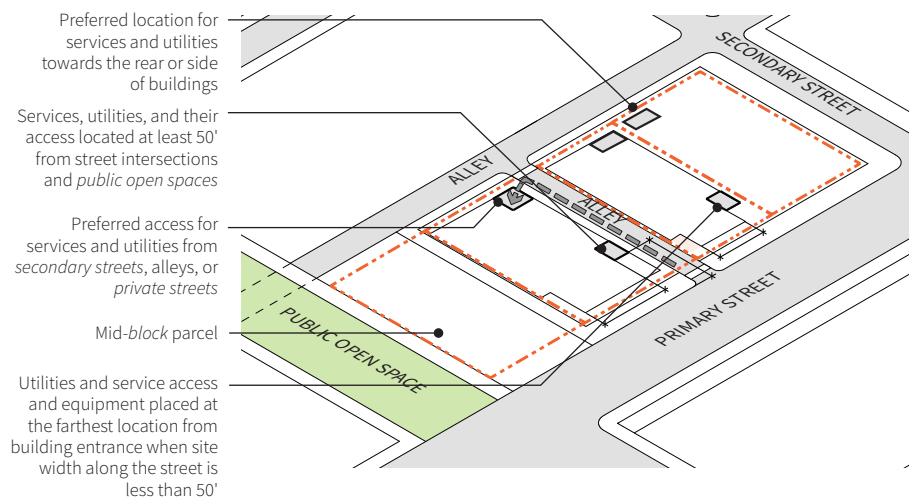 Preferred location for
services and utilities
towards the rear or side
of buildings
Services, utilities, and their
access located at least 50'
from street intersections
and public open spaces
Preferred access for
services and utilities from
secondary streets, alleys, or
private streets
Mid-block parcel
Utilities and service access
and equipment placed at
the farthest location from
building entrance when site
width along the street is
less than 50'
SECONDARY STREET
ALLEY
ALLEY
PRIMARY STREET
PUBLIC OPEN SPACE